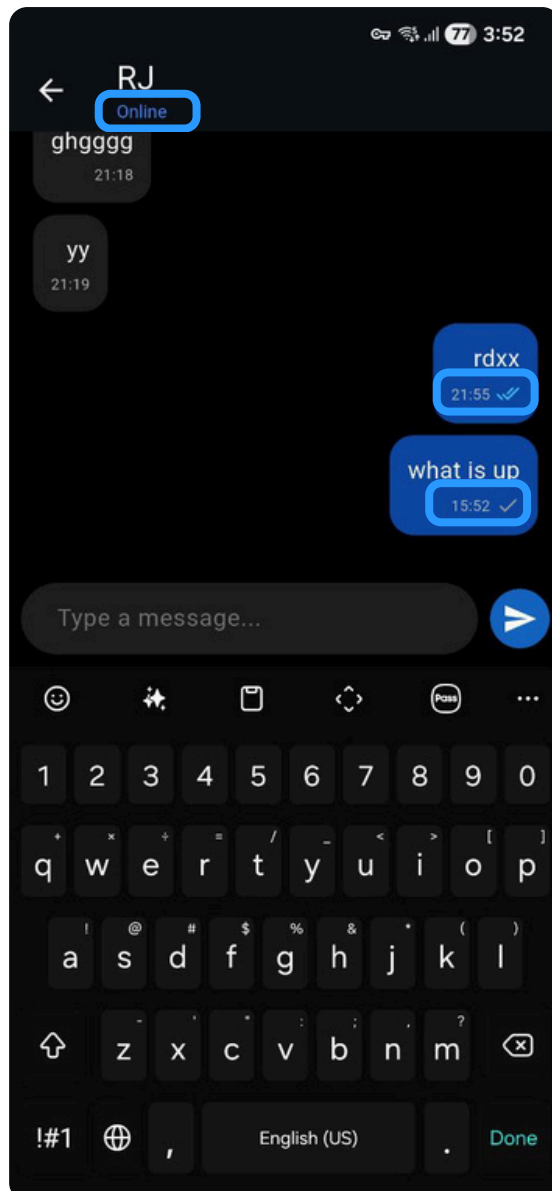 77 3:52
RJ
Online
ghgggg
21:18
yy
21:19
rdxx
21:55
what is up
15:52
Type a message...
Pass
1 2 3 4 5 6 7 8 9 0
+ × ÷ = / _ < > [ ]
q w e r t y u i o p
! @ # $ % & * ( )
a s d f g h j k l
- ' " : ; , ?
z x c v b n m
!#1 , English (US) . Done